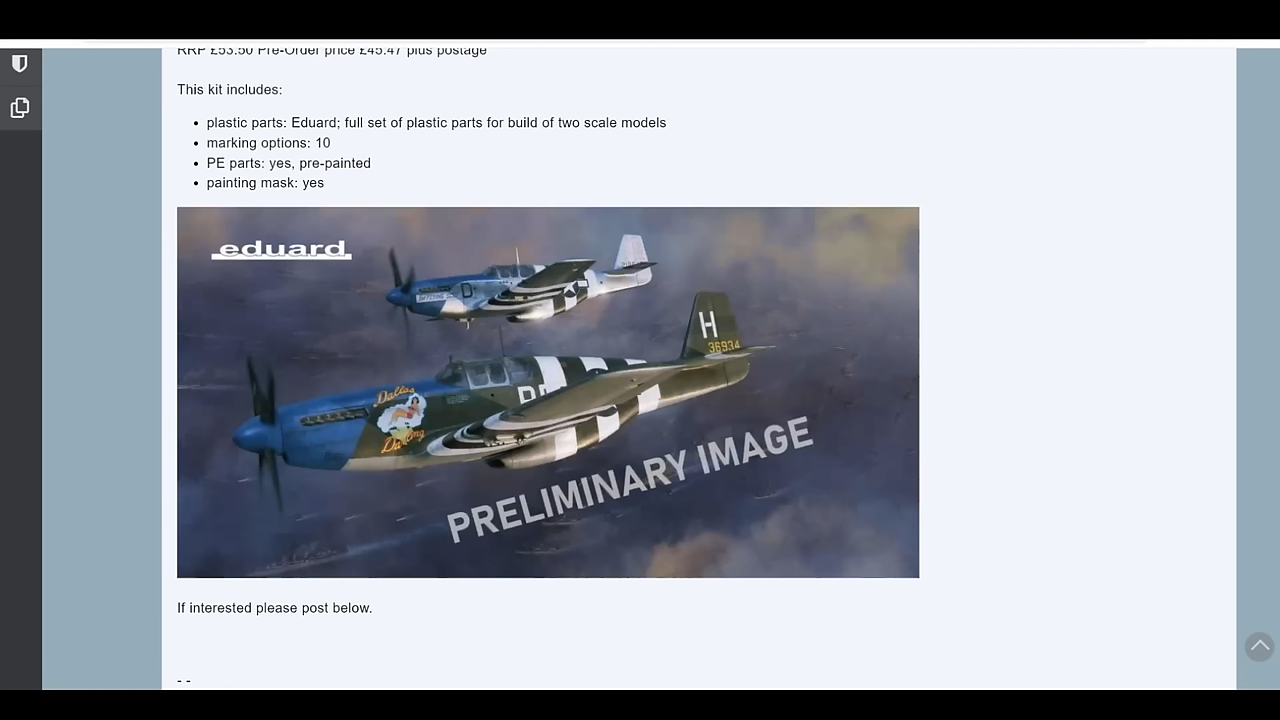 RRP £53.50 Pre-Order price £45.47 plus postage
This kit includes:
plastic parts: Eduard; full set of plastic parts for build of two scale models
marking options: 10
PE parts: yes, pre-painted
painting mask: yes
eduard
D
H
36934
Dallas
Darling
PRELIMINARY IMAGE
If interested please post below.
- -